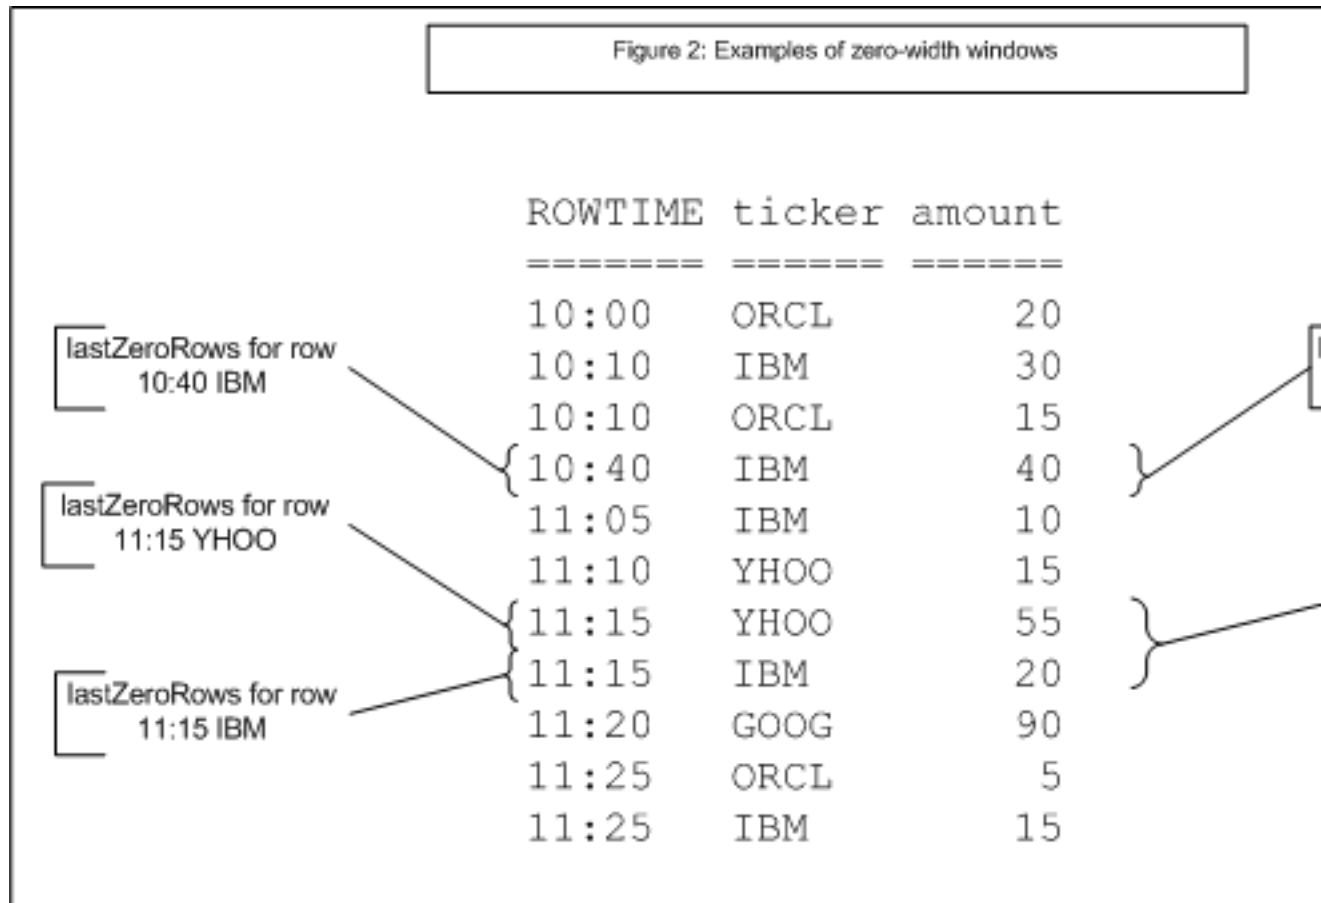 Figure 2: Examples of zero-width windows
ROWTIME ticker amount
======= ====== ======
10:00 ORCL 20
10:10 IBM 30
10:10 ORCL 15
10:40 IBM 40
11:05 IBM 10
11:10 YHOO 15
11:15 YHOO 55
11:15 IBM 20
11:20 GOOG 90
11:25 ORCL 5
11:25 IBM 15
lastZeroRows for row
10:40 IBM
lastZeroRows for row
11:15 YHOO
lastZeroRows for row
11:15 IBM